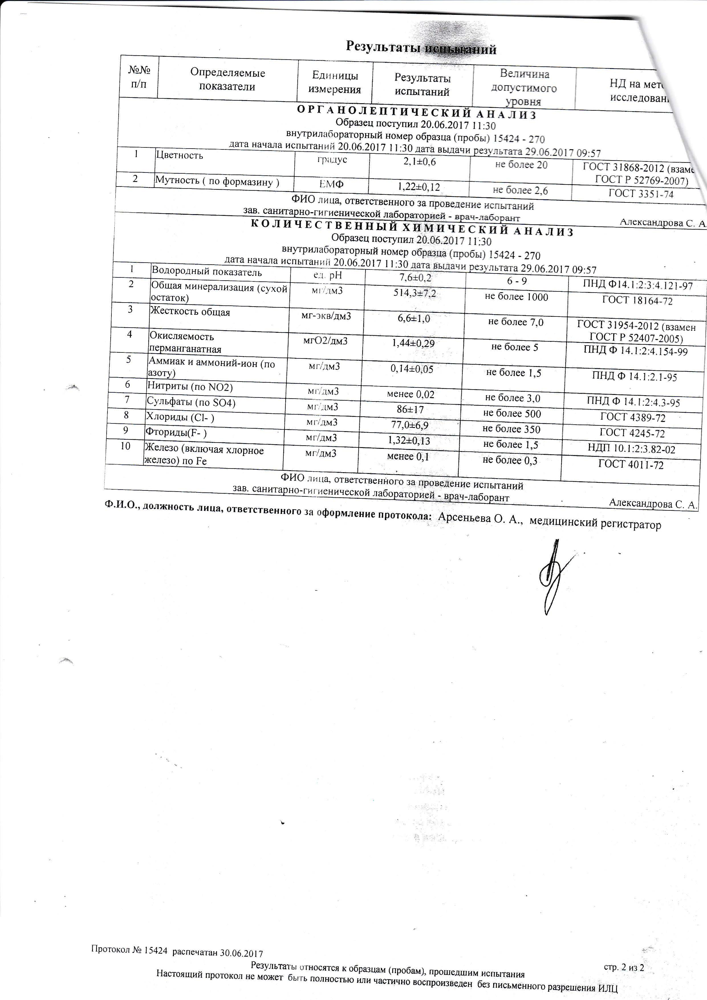 Результаты испытаний
№№ п/п
Определяемые показатели
Единицы измерения
Результаты испытаний
Величина допустимого уровня
НД на исследован
ОРГАНОЛЕПТИЧЕСКИЙ АНАЛИЗ
Образец поступил 20.06.2017 11:30
внутрилабораторный номер образца (пробы) 15424 - 270
дата начала испытаний 20.06.2017 11:30 дата выдачи результата 29.06.2017 09:57
1 Цветность градус 2,1±0,6 не более 20 ГОСТ 31868-2012 (взаме
ГОСТ Р 52769-2007)
2 Мутность ( по формазину ) ЕМФ 1,22±0,12 не более 2,6 ГОСТ 3351-74
ФИО лица, ответственного за проведение испытаний
зав. санитарно-гигиенической лабораторией - врач-лаборант Александрова С. А.
КОЛИЧЕСТВЕННЫЙ ХИМИЧЕСКИЙ АНАЛИЗ
Образец поступил 20.06.2017 11:30
внутрилабораторный номер образца (пробы) 15424 - 270
дата начала испытаний 20.06.2017 11:30 дата выдачи результата 29.06.2017 09:57
1 Водородный показатель ед. pH 7,6±0,2 6 - 9 ПНД Ф14.1:2:3:4.121-97
2 Общая минерализация (сухой мг/дм3 514,3±7,2 не более 1000 ГОСТ 18164-72
остаток)
3 Жесткость общая мг-экв/дм3 6,6±1,0 не более 7,0 ГОСТ 31954-2012 (взамен
ГОСТ Р 52407-2005)
4 Окисляемость мгО2/дм3 1,44±0,29 не более 5 ПНД Ф 14.1:2:4.154-99
перманганатная
5 Аммиак и аммоний-ион (по мг/дм3 0,14±0,05 не более 1,5 ПНД Ф 14.1:2.1-95
азоту)
6 Нитриты (по NO2) мг/дм3 менее 0,02 не более 3,0 ПНД Ф 14.1:2:4.3-95
7 Сульфаты (по SO4) мг/дм3 86±17 не более 500 ГОСТ 4389-72
8 Хлориды (Cl- ) мг/дм3 77,0±6,9 не более 350 ГОСТ 4245-72
9 Фториды(F- ) мг/дм3 1,32±0,13 не более 1,5 НДП 10.1:2:3.82-02
10 Железо (включая хлорное мг/дм3 менее 0,1 не более 0,3 ГОСТ 4011-72
железо) по Fe
ФИО лица, ответственного за проведение испытаний
зав. санитарно-гигиенической лабораторией - врач-лаборант Александрова С. А.
Ф.И.О., должность лица, ответственного за оформление протокола: Арсеньева О. А., медицинский регистратор
Протокол № 15424 распечатан 30.06.2017
стр. 2 из 2
Результаты относятся к образцам (пробам), прошедшим испытания
Настоящий протокол не может быть полностью или частично воспроизведен без письменного разрешения ИЛЦ